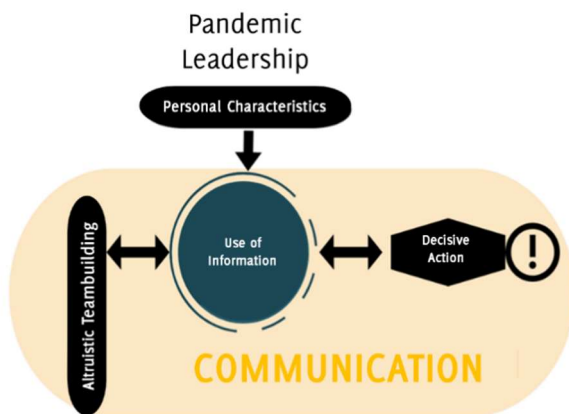 Pandemic
Leadership
Personal Characteristics
Altruistic Teambuilding
Use of
Information
Decisive
Action
!
COMMUNICATION